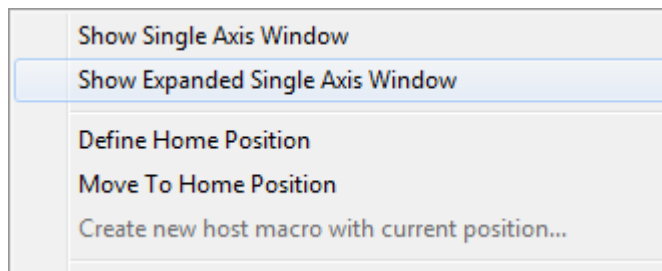 Show Single Axis Window
Show Expanded Single Axis Window
Define Home Position
Move To Home Position
Create new host macro with current position...